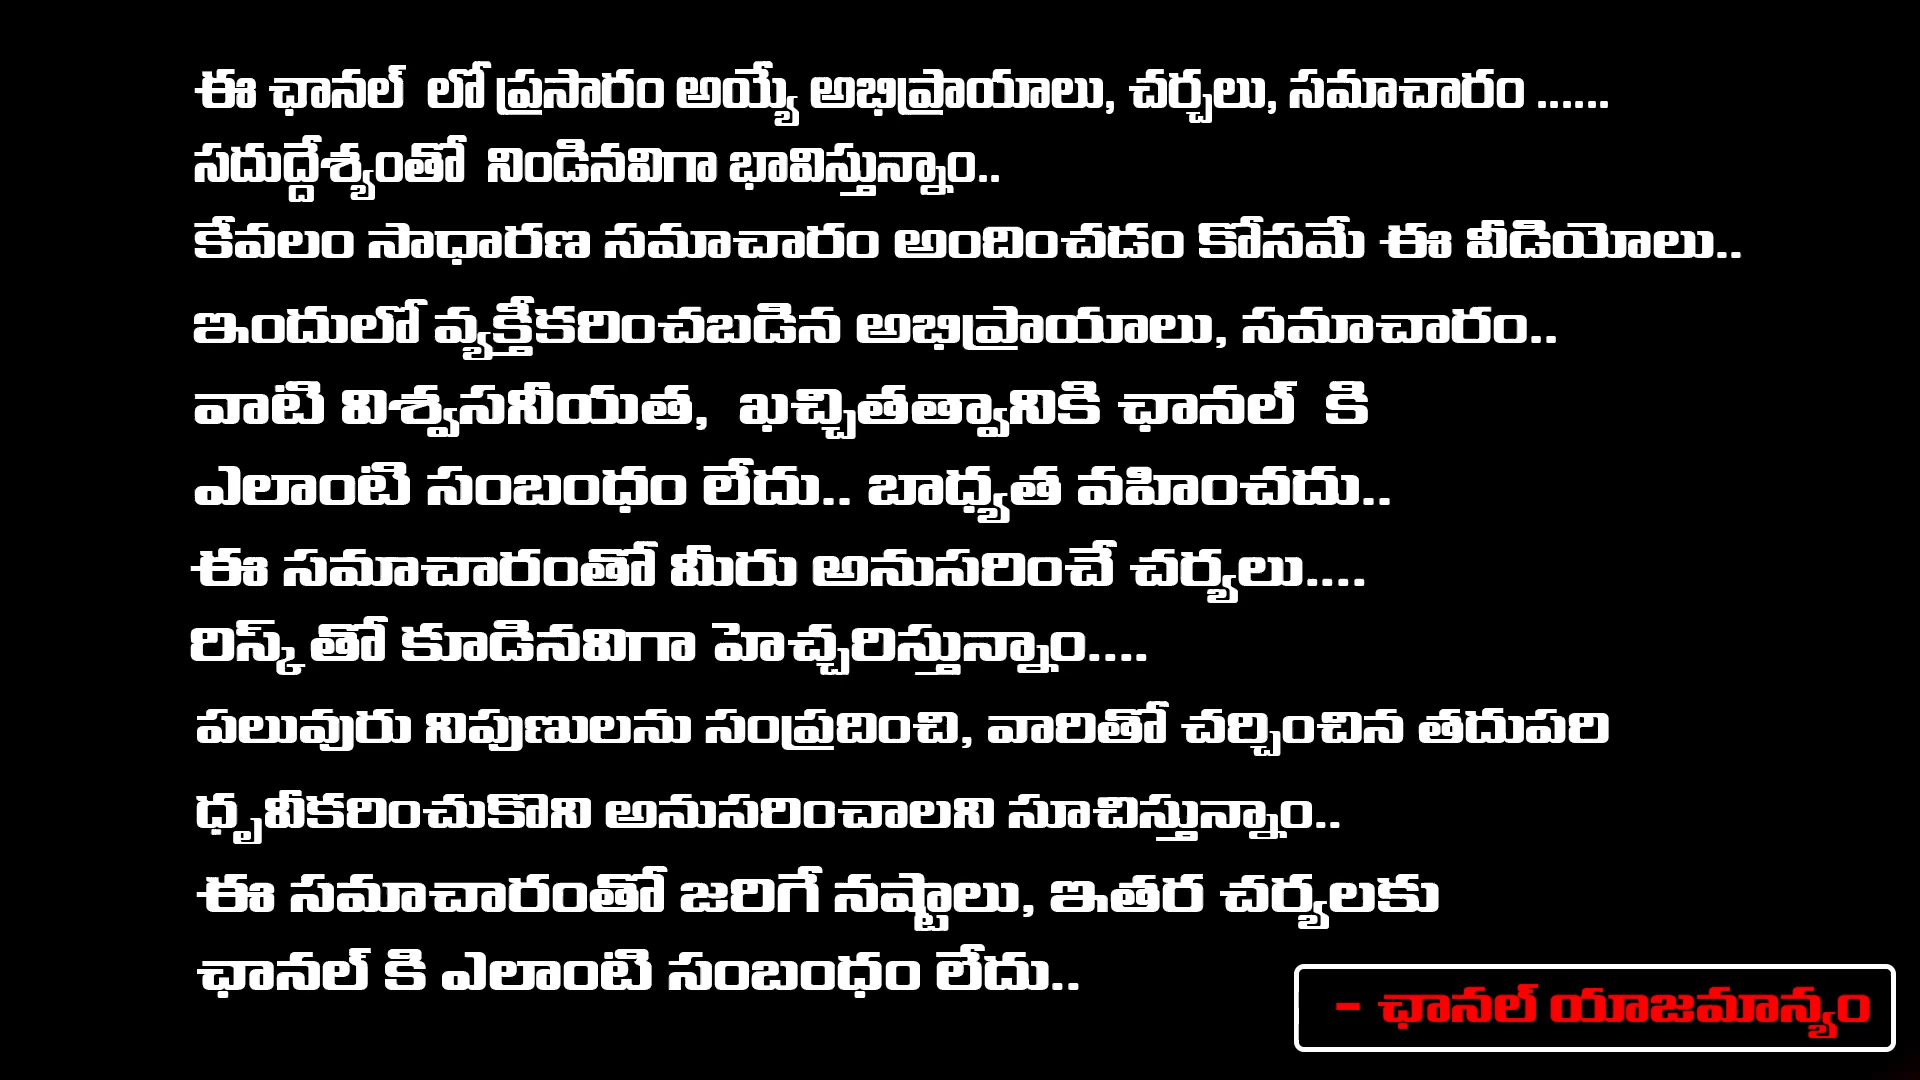 ఈ ఛానల్ లో ప్రసారం అయ్యే అభిప్రాయాలు, చర్చలు, సమాచారం ......
సదుద్దేశ్యంతో నిండినవిగా భావిస్తున్నాం..
కేవలం సాధారణ సమాచారం అందించడం కోసమే ఈ వీడియోలు..
ఇందులో వ్యక్తీకరించబడిన అభిప్రాయాలు, సమాచారం..
వాటి విశ్వసనీయత, ఖచ్చితత్వానికి ఛానల్ కి
ఎలాంటి సంబంధం లేదు.. బాధ్యత వహించదు..
ఈ సమాచారంతో మీరు అనుసరించే చర్యలు....
రిస్క్ తో కూడినవిగా హెచ్చరిస్తున్నాం....
పలువురు నిపుణులను సంప్రదించి, వారితో చర్చించిన తదుపరి
ధృవీకరించుకొని అనుసరించాలని సూచిస్తున్నాం..
ఈ సమాచారంతో జరిగే నష్టాలు, ఇతర చర్యలకు
ఛానల్ కి ఎలాంటి సంబంధం లేదు..
- ఛానల్ యాజమాన్యం